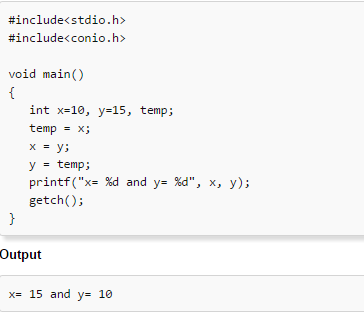 #include<stdio.h>
#include<conio.h>
void main()
{
int x=10, y=15, temp;
temp = x;
x = y;
y = temp;
printf("x= %d and y= %d", x, y);
getch();
}
Output
x= 15 and y= 10